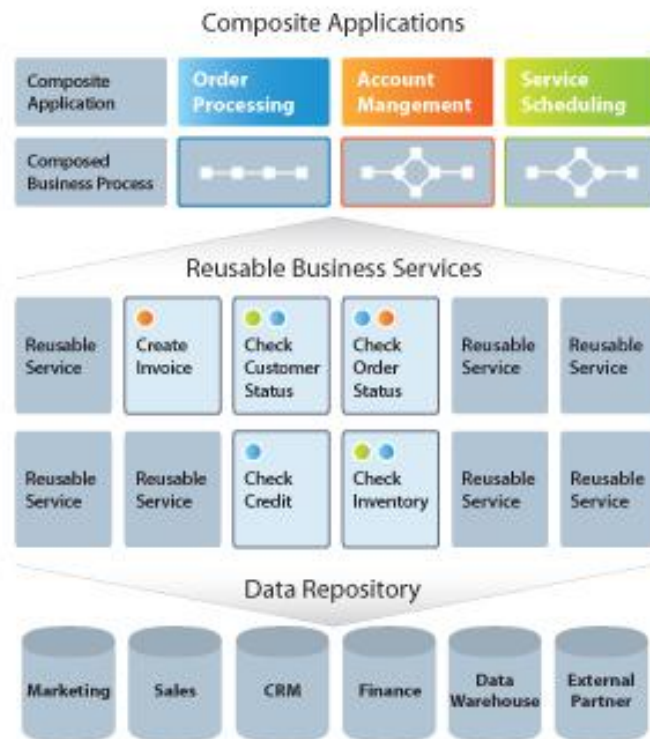 Composite Applications
Composite
Application
Order
Processing
Account
Mangement
Service
Scheduling
Composed
Business Process
Reusable Business Services
Reusable
Service
Create
Invoice
Check
Customer
Status
Check
Order
Status
Reusable
Service
Reusable
Service
Reusable
Service
Reusable
Service
Check
Credit
Check
Inventory
Reusable
Service
Reusable
Service
Data Repository
Marketing
Sales
CRM
Finance
Data
Warehouse
External
Partner